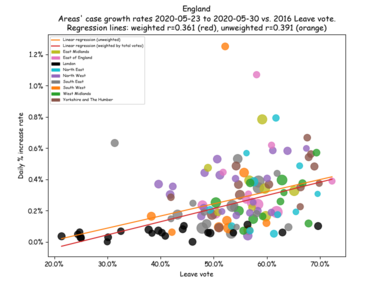 England
Areas' case growth rates 2020-05-23 to 2020-05-30 vs. 2016 Leave vote.
Regression lines: weighted r=0.361 (red), unweighted r=0.391 (orange)
Linear regression (unweighted)
Linear regression (weighted by total votes)
East Midlands
East of England
London
North East
North West
South East
South West
West Midlands
Yorkshire and The Humber
Daily % increase rate
1.2%
1.0%
0.8%
0.6%
0.4%
0.2%
0.0%
20.0%
30.0%
40.0%
50.0%
60.0%
70.0%
Leave vote